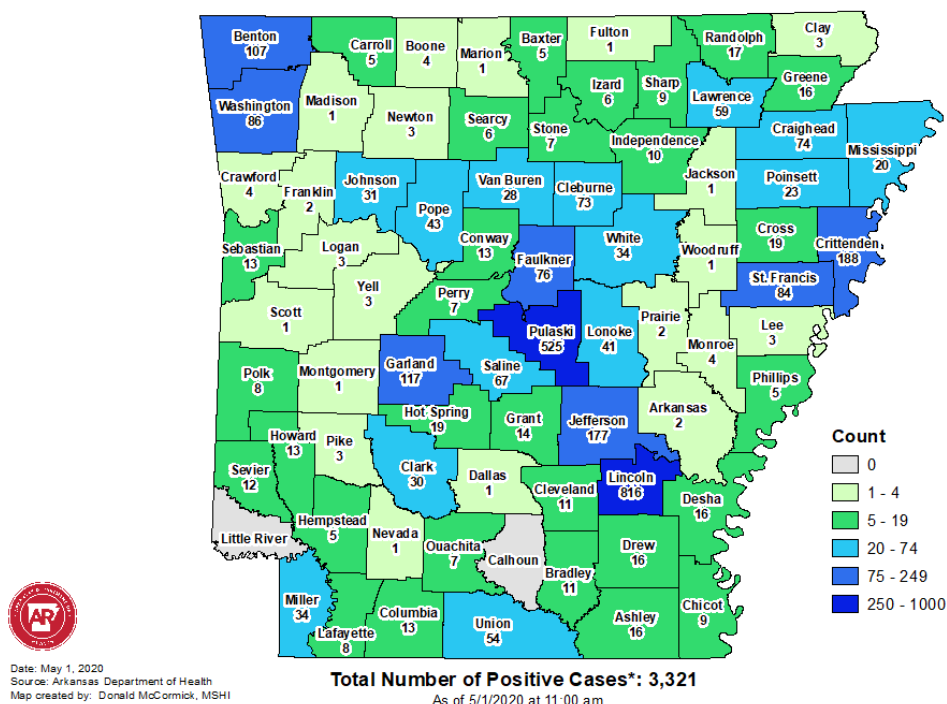 Benton
107
Carroll
5
Boone
4
Marion
1
Baxter
5
Fulton
1
Randolph
17
Clay
3
Washington
86
Madison
1
Newton
3
Searcy
6
Stone
7
Izard
6
Sharp
9
Lawrence
59
Greene
16
Independence
10
Craighead
74
Mississippi
20
Crawford
4
Franklin
2
Johnson
31
Pope
43
Van Buren
28
Cleburne
73
Jackson
1
Poinsett
23
Sebastian
13
Logan
3
Conway
13
Faulkner
76
White
34
Woodruff
1
Cross
19
Crittenden
188
St. Francis
84
Scott
1
Yell
3
Perry
7
Pulaski
525
Lonoke
41
Prairie
2
Monroe
4
Lee
3
Polk
8
Montgomery
1
Garland
117
Saline
67
Phillips
5
Hot Spring
19
Grant
14
Jefferson
177
Arkansas
2
Howard
13
Pike
3
Clark
30
Dallas
1
Cleveland
11
Lincoln
816
Desha
16
Sevier
12
Little River
Hempstead
5
Nevada
1
Ouachita
7
Calhoun
Bradley
11
Drew
16
Miller
34
Lafayette
8
Columbia
13
Union
54
Ashley
16
Chicot
9
Count
0
1 - 4
5 - 19
20 - 74
75 - 249
250 - 1000
AR
Date: May 1, 2020
Source: Arkansas Department of Health
Map created by: Donald McCormick, MSHI
Total Number of Positive Cases*: 3,321
As of 5/1/2020 at 11:00 am